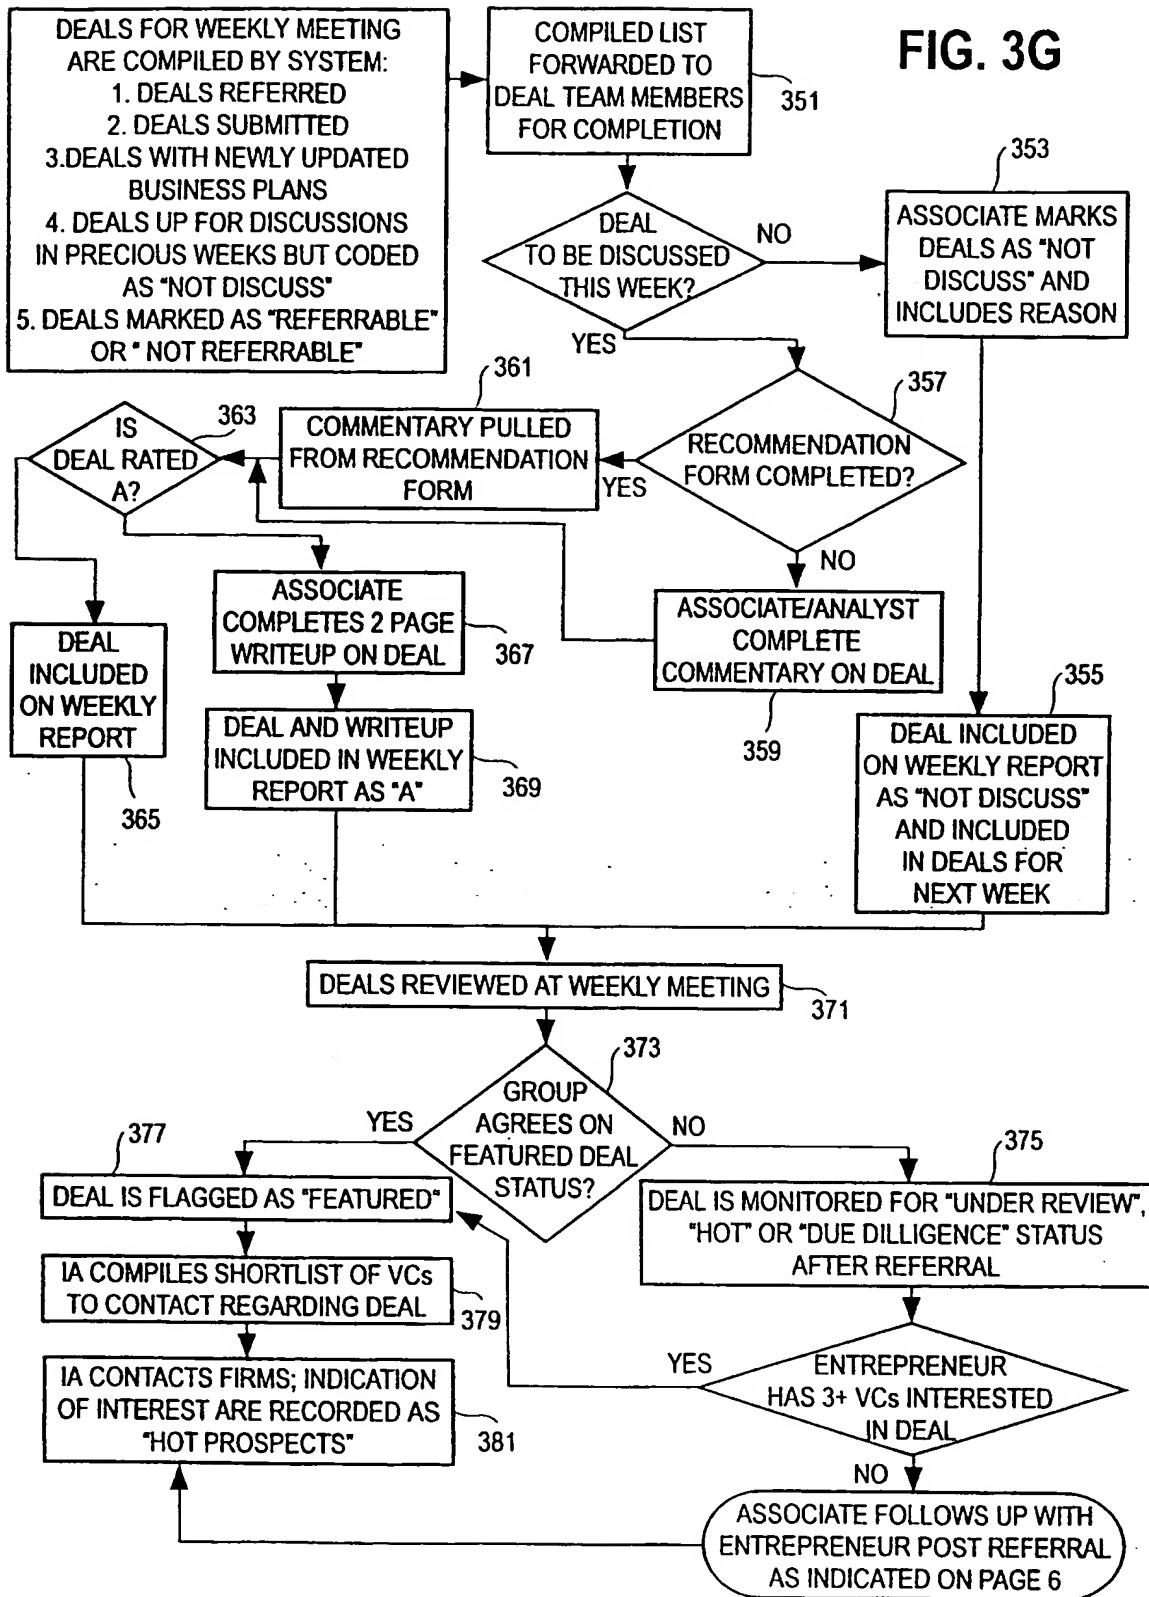 FIG. 3G
DEALS FOR WEEKLY MEETING
ARE COMPILED BY SYSTEM:
1. DEALS REFERRED
2. DEALS SUBMITTED
3.DEALS WITH NEWLY UPDATED
BUSINESS PLANS
4. DEALS UP FOR DISCUSSIONS
IN PRECIOUS WEEKS BUT CODED
AS "NOT DISCUSS"
5. DEALS MARKED AS "REFERRABLE"
OR " NOT REFERRABLE"
COMPILED LIST
FORWARDED TO
DEAL TEAM MEMBERS
FOR COMPLETION
351
DEAL
TO BE DISCUSSED
THIS WEEK?
NO
YES
353
ASSOCIATE MARKS
DEALS AS "NOT
DISCUSS" AND
INCLUDES REASON
357
RECOMMENDATION
FORM COMPLETED?
YES
NO
361
COMMENTARY PULLED
FROM RECOMMENDATION
FORM
363
IS
DEAL RATED
A?
ASSOCIATE/ANALYST
COMPLETE
COMMENTARY ON DEAL
359
ASSOCIATE
COMPLETES 2 PAGE
WRITEUP ON DEAL
367
DEAL
INCLUDED
ON WEEKLY
REPORT
365
DEAL AND WRITEUP
INCLUDED IN WEEKLY
REPORT AS "A"
369
355
DEAL INCLUDED
ON WEEKLY REPORT
AS "NOT DISCUSS"
AND INCLUDED
IN DEALS FOR
NEXT WEEK
DEALS REVIEWED AT WEEKLY MEETING
371
373
GROUP
AGREES ON
FEATURED DEAL
STATUS?
YES
NO
377
DEAL IS FLAGGED AS "FEATURED"
375
DEAL IS MONITORED FOR "UNDER REVIEW",
"HOT" OR "DUE DILLIGENCE" STATUS
AFTER REFERRAL
IA COMPILES SHORTLIST OF VCs
TO CONTACT REGARDING DEAL
379
ENTREPRENEUR
HAS 3+ VCs INTERESTED
IN DEAL
YES
NO
IA CONTACTS FIRMS; INDICATION
OF INTEREST ARE RECORDED AS
"HOT PROSPECTS"
381
ASSOCIATE FOLLOWS UP WITH
ENTREPRENEUR POST REFERRAL
AS INDICATED ON PAGE 6